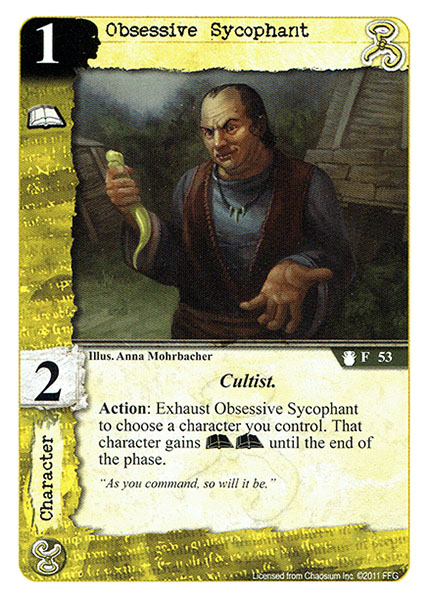 1
Obsessive Sycophant
Illus. Anna Mohrbacher
F 53
2
Cultist.
Action: Exhaust Obsessive Sycophant
to choose a character you control. That
character gains until the end of
the phase.
"As you command, so will it be."
Character
Licensed from Chaosium Inc. ©2011 FFG